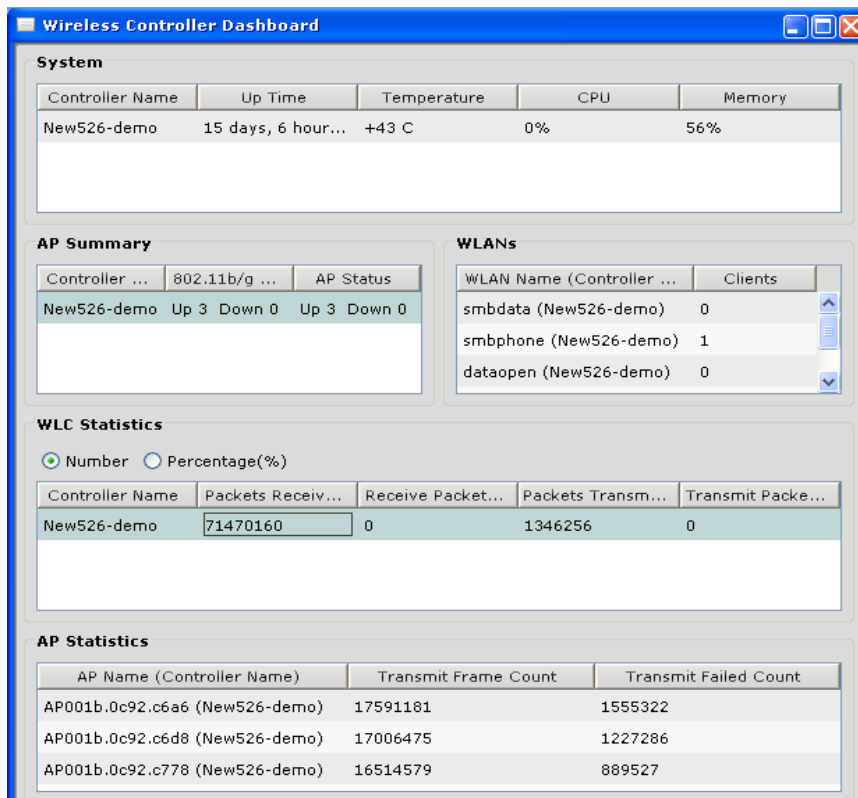 Wireless Controller Dashboard
System
Controller Name Up Time Temperature CPU Memory
New526-demo 15 days, 6 hour... +43 C 0% 56%
AP Summary
Controller ... 802.11b/g ... AP Status
New526-demo Up 3 Down 0 Up 3 Down 0
WLANs
WLAN Name (Controller ... Clients
smbdata (New526-demo) 0
smbphone (New526-demo) 1
dataopen (New526-demo) 0
WLC Statistics
Number Percentage(%)
Controller Name Packets Receiv... Receive Packet... Packets Transm... Transmit Packe...
New526-demo 71470160 0 1346256 0
AP Statistics
AP Name (Controller Name) Transmit Frame Count Transmit Failed Count
AP001b.0c92.c6a6 (New526-demo) 17591181 1555322
AP001b.0c92.c6d8 (New526-demo) 17006475 1227286
AP001b.0c92.c778 (New526-demo) 16514579 889527